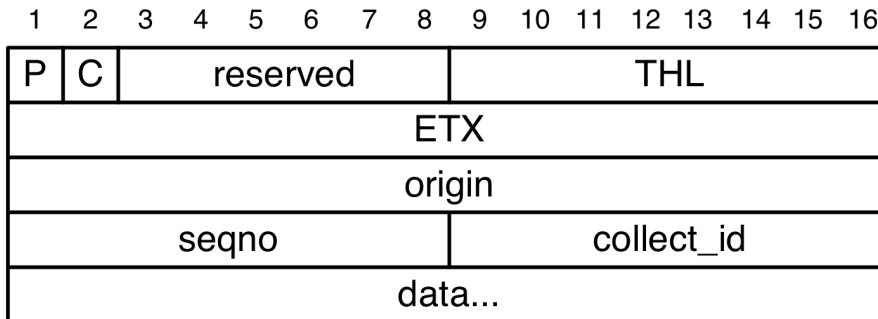 1 2 3 4 5 6 7 8 9 10 11 12 13 14 15 16
P C reserved THL
ETX
origin
seqno collect_id
data...